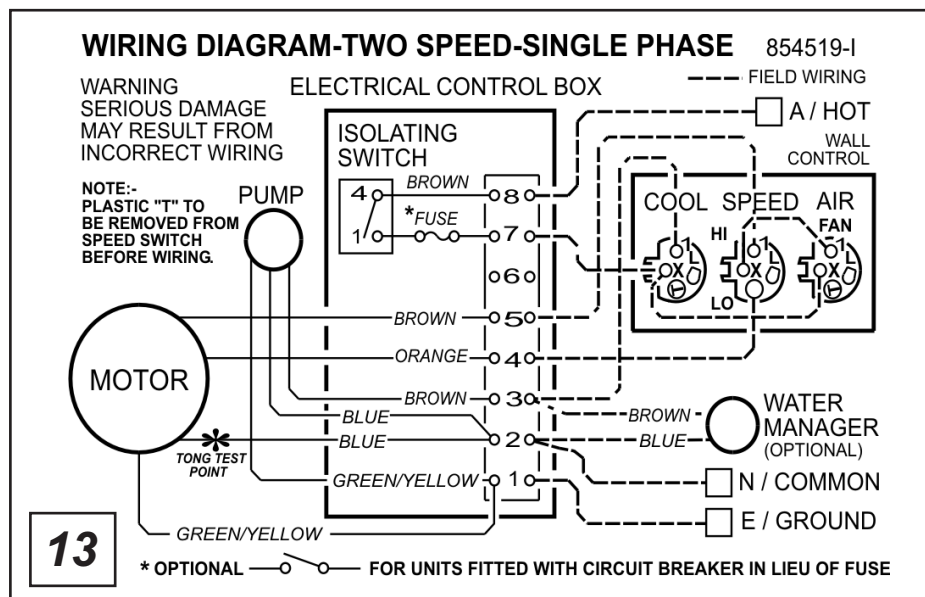 WIRING DIAGRAM-TWO SPEED-SINGLE PHASE 854519-I
WARNING
SERIOUS DAMAGE
MAY RESULT FROM
INCORRECT WIRING
ELECTRICAL CONTROL BOX
FIELD WIRING
A / HOT
WALL
CONTROL
NOTE:-
PLASTIC "T" TO
BE REMOVED FROM
SPEED SWITCH
BEFORE WIRING.
PUMP
ISOLATING
SWITCH
4
1
BROWN
*FUSE
8
7
6
5
4
3
2
1
COOL SPEED AIR
FAN
HI
LO
L
X
L
X
L
X
MOTOR
BROWN
ORANGE
BROWN
BLUE
BLUE
TONG TEST
POINT
GREEN/YELLOW
GREEN/YELLOW
BROWN
BLUE
WATER
MANAGER
(OPTIONAL)
N / COMMON
E / GROUND
13
* OPTIONAL FOR UNITS FITTED WITH CIRCUIT BREAKER IN LIEU OF FUSE